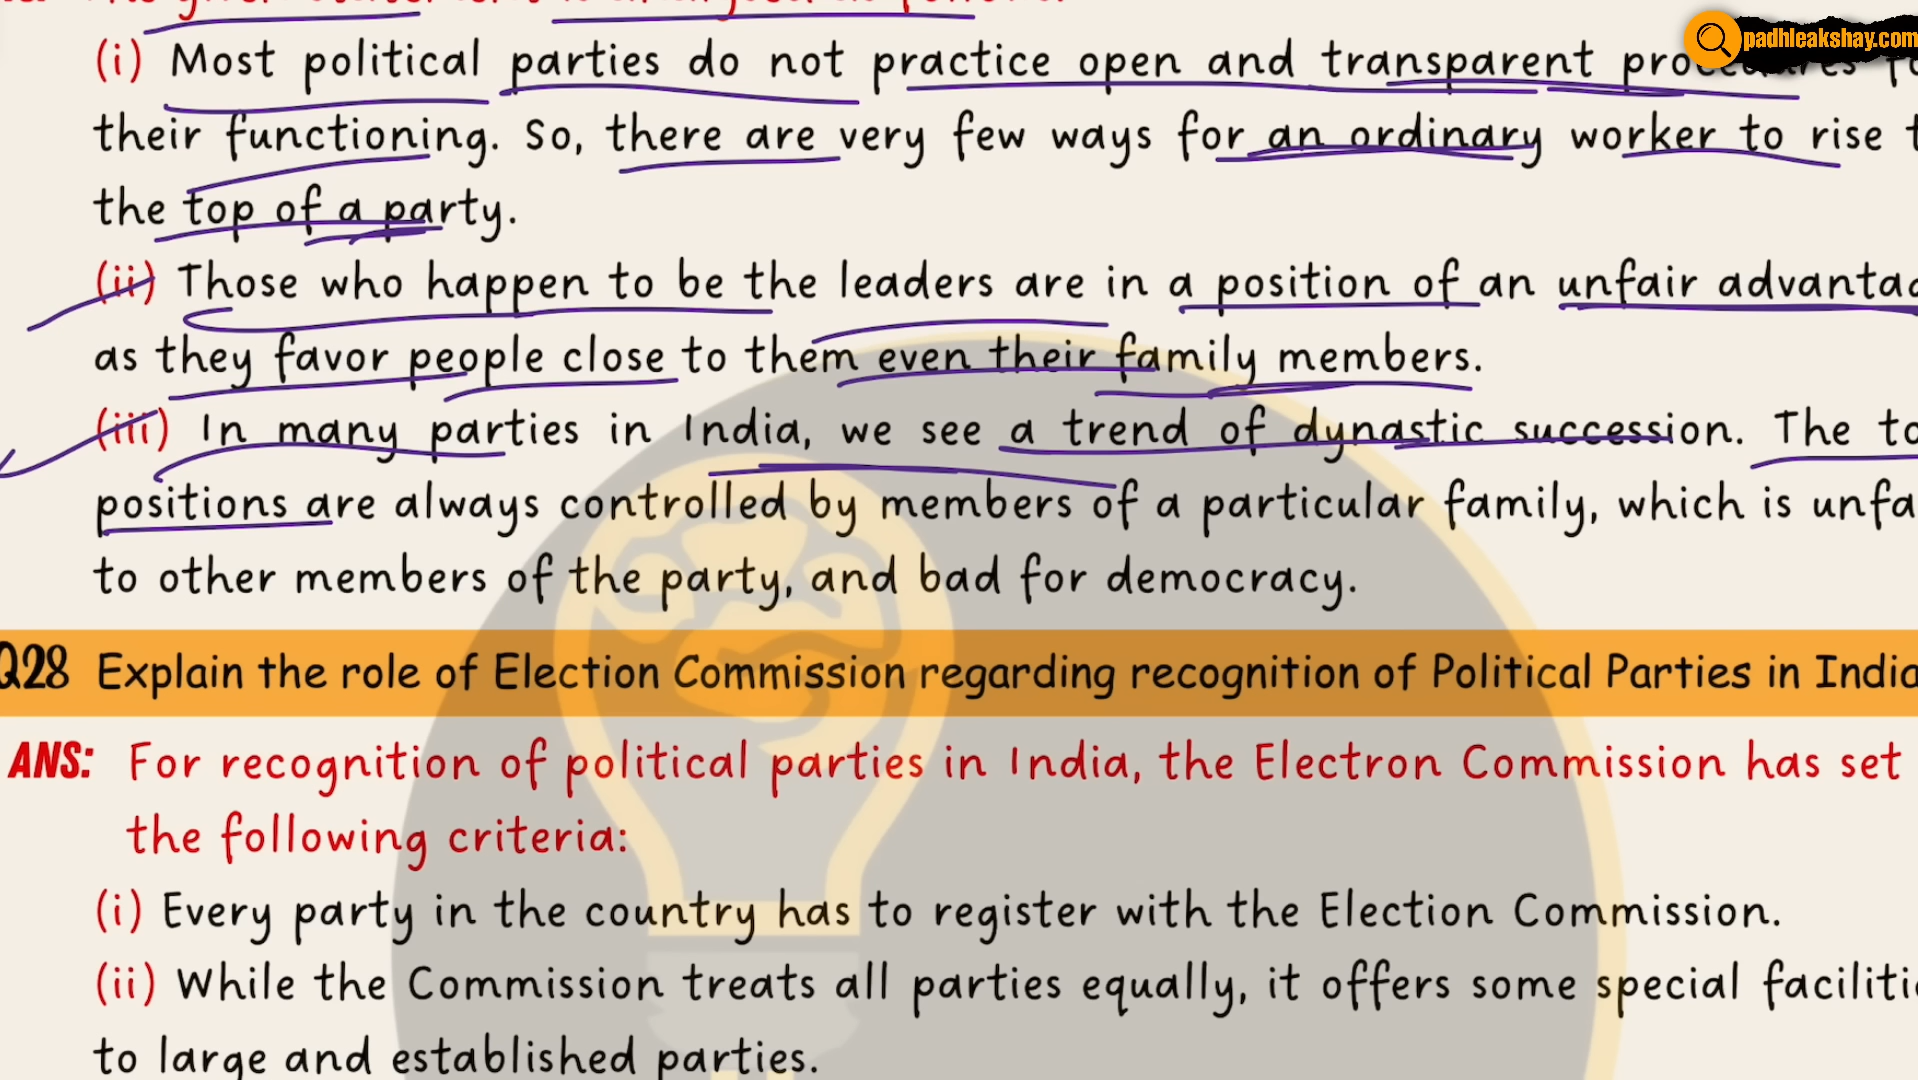 padhleakshay.com
(i) Most political parties do not practice open and transparent procedures
their functioning. So, there are very few ways for an ordinary worker to rise
the top of a party.
(ii) Those who happen to be the leaders are in a position of an unfair
as they favor people close to them even their family members.
(iii) In many parties in India, we see a trend of dynastic succession. The
positions are always controlled by members of a particular family, which is
to other members of the party, and bad for democracy.
Q28 Explain the role of Election Commission regarding recognition of Political Parties in India
ANS: For recognition of political parties in India, the Electron Commission has set
the following criteria:
(i) Every party in the country has to register with the Election Commission.
(ii) While the Commission treats all parties equally, it offers some special
to large and established parties.